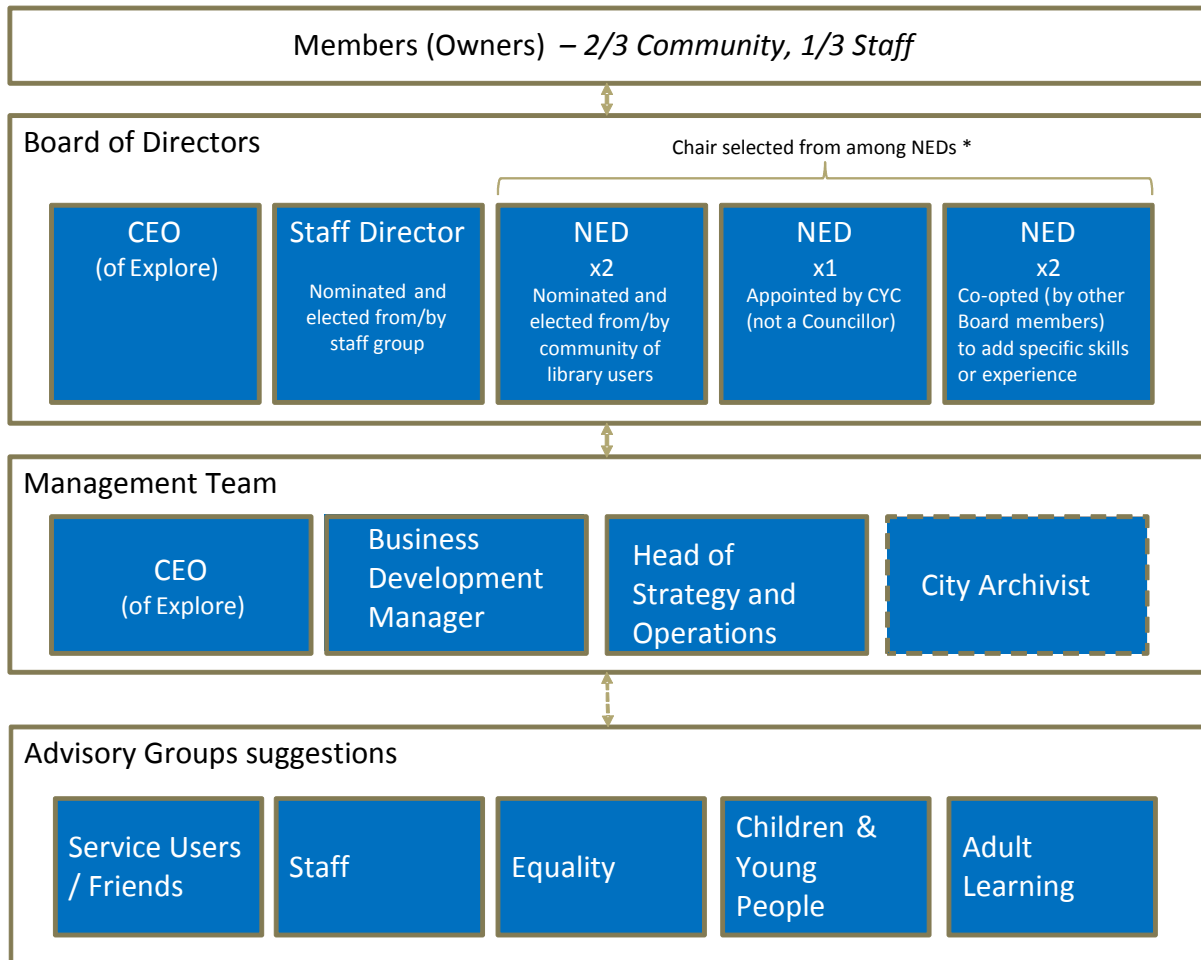 Members (Owners) – 2/3 Community, 1/3 Staff
Board of Directors
Chair selected from among NEDs *
CEO
(of Explore)
Staff Director
Nominated and
elected from/by
staff group
NED
x2
Nominated and
elected from/by
community of
library users
NED
x1
Appointed by CYC
(not a Councillor)
NED
x2
Co-opted (by other
Board members)
to add specific skills
or experience
Management Team
CEO
(of Explore)
Business
Development
Manager
Head of
Strategy and
Operations
City Archivist
Advisory Groups suggestions
Service Users
/ Friends
Staff
Equality
Children &
Young
People
Adult
Learning